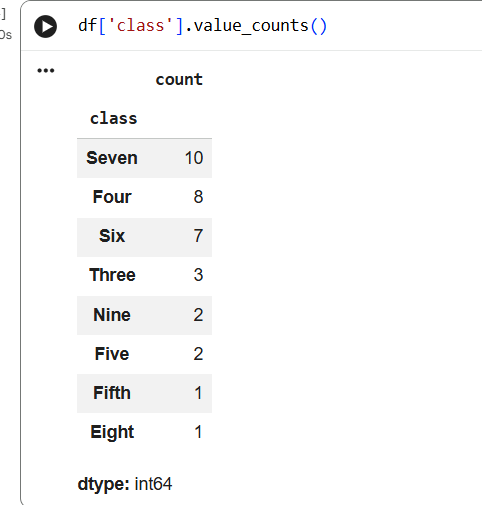 ]
0s
df['class'].value_counts()
count
class
Seven 10
Four 8
Six 7
Three 3
Nine 2
Five 2
Fifth 1
Eight 1
dtype: int64